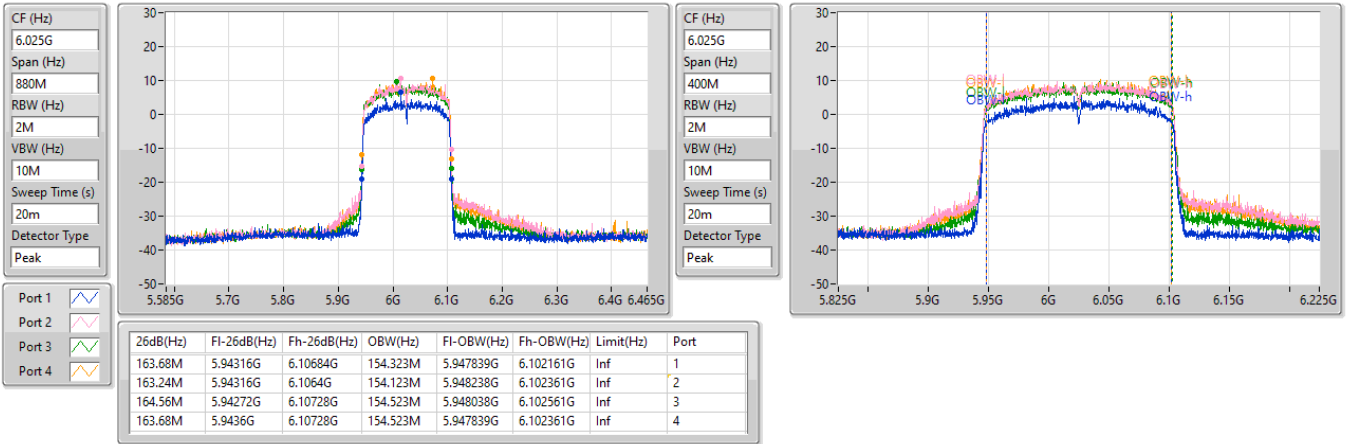 CF (Hz)
6.025G
Span (Hz)
880M
RBW (Hz)
2M
VBW (Hz)
10M
Sweep Time (s)
20m
Detector Type
Peak
Port 1
Port 2
Port 3
Port 4
30
20
10
0
-10
-20
-30
-40
-50
5.585G 5.7G 5.8G 5.9G 6G 6.1G 6.2G 6.3G 6.4G 6.465G
CF (Hz)
6.025G
Span (Hz)
400M
RBW (Hz)
2M
VBW (Hz)
10M
Sweep Time (s)
20m
Detector Type
Peak
30
20
10
0
-10
-20
-30
-40
-50
OBW-h
OBW-h
5.825G 5.9G 5.95G 6G 6.05G 6.1G 6.15G 6.225G
26dB(Hz) Fl-26dB(Hz) Fh-26dB(Hz) OBW(Hz) Fl-OBW(Hz) Fh-OBW(Hz) Limit(Hz) Port
163.68M 5.94316G 6.10684G 154.323M 5.947839G 6.102161G Inf 1
163.24M 5.94316G 6.1064G 154.123M 5.948238G 6.102361G Inf 2
164.56M 5.94272G 6.10728G 154.523M 5.948038G 6.102561G Inf 3
163.68M 5.9436G 6.10728G 154.523M 5.947839G 6.102361G Inf 4